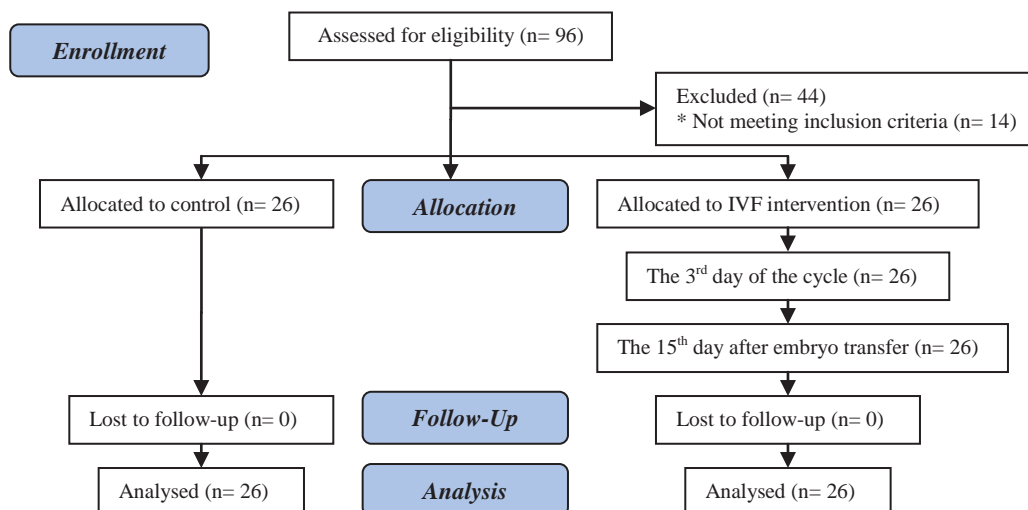 Enrollment
Assessed for eligibility (n= 96)
Excluded (n= 44)
* Not meeting inclusion criteria (n= 14)
Allocated to control (n= 26)
Allocation
Allocated to IVF intervention (n= 26)
The 3rd day of the cycle (n= 26)
The 15th day after embryo transfer (n= 26)
Lost to follow-up (n= 0)
Follow-Up
Lost to follow-up (n= 0)
Analysed (n= 26)
Analysis
Analysed (n= 26)